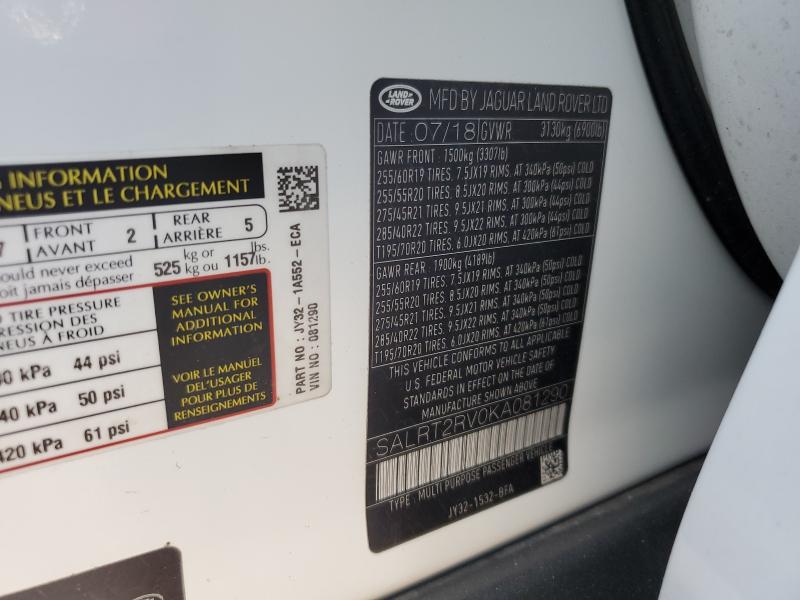 G INFORMATION
NEUS ET LE CHARGEMENT
7 FRONT AVANT 2 REAR ARRIÈRE 5
ould never exceed
oit jamais dépasser 525 kg or kg ou 1157 lbs. lb.
TIRE PRESSURE
RESSION DES
NEUS À FROID
0 kPa 44 psi
40 kPa 50 psi
420 kPa 61 psi
SEE OWNER'S
MANUAL FOR
ADDITIONAL
INFORMATION
VOIR LE MANUEL
DEL'USAGER
POUR PLUS DE
RENSEIGNEMENTS
PART NO : JY32-1A552-ECA
VIN NO : 081290
LAND ROVER
MFD BY JAGUAR LAND ROVER LTD
DATE 07/18 GVWR 3130kg (6900lb)
GAWR FRONT : 1500kg (3307lb)
255/60R19 TIRES, 7.5JX19 RIMS, AT 340kPa (50psi) COLD
255/55R20 TIRES, 8.5JX20 RIMS, AT 300kPa (44psi) COLD
275/45R21 TIRES, 9.5JX21 RIMS, AT 300kPa (44psi) COLD
285/40R22 TIRES, 9.5JX22 RIMS, AT 300kPa (44psi) COLD
T195/70R20 TIRES, 6.0JX20 RIMS, AT 420kPa (61psi) COLD
GAWR REAR: 1900kg (4189lb)
255/60R19 TIRES, 7.5JX19 RIMS, AT 340kPa (50psi) COLD
255/55R20 TIRES, 8.5JX20 RIMS, AT 340kPa (50psi) COLD
275/45R21 TIRES, 9.5JX21 RIMS, AT 340kPa (50psi) COLD
285/40R22 TIRES, 9.5JX22 RIMS, AT 340kPa (50psi) COLD
T195/70R20 TIRES, 6.0JX20 RIMS, AT 420kPa (61psi) COLD
THIS VEHICLE CONFORMS TO ALL APPLICABLE
U.S. FEDERAL MOTOR VEHICLE SAFETY
STANDARDS IN EFFECT ON THE DATE OF
MANUFACTURE SHOWN ABOVE
SALRT2RV0KA081290
TYPE : MULTI PURPOSE PASSENGER VEHICLE
JY32-1532-BFA
LAND ROVER